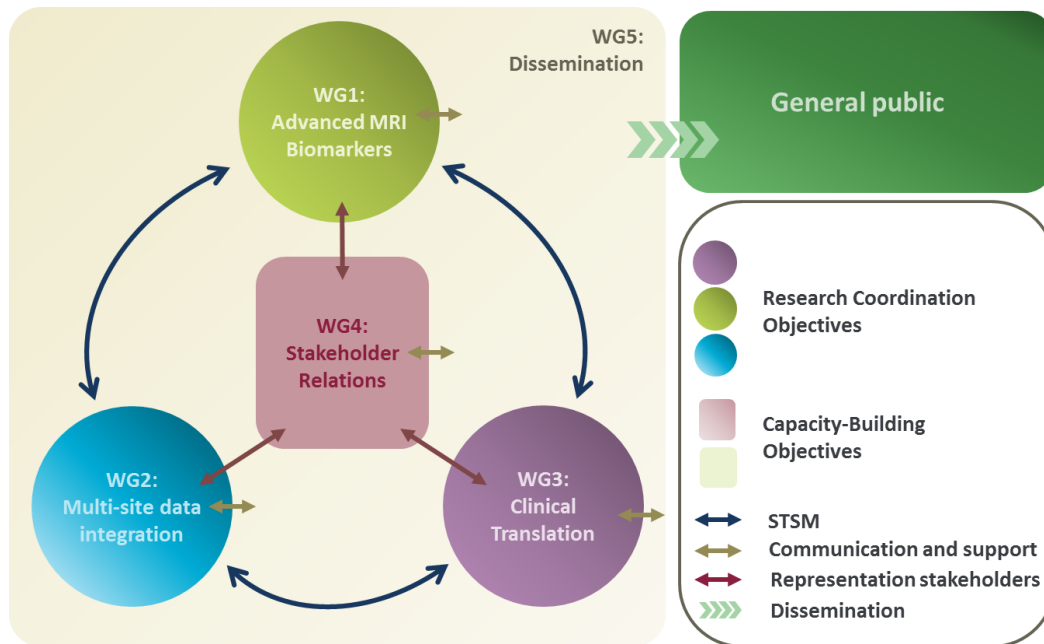 WG5:
Dissemination
General public
WG1:
Advanced MRI
Biomarkers
WG4:
Stakeholder
Relations
WG2:
Multi-site data
integration
WG3:
Clinical
Translation
Research Coordination
Objectives
Capacity-Building
Objectives
STSM
Communication and support
Representation stakeholders
Dissemination